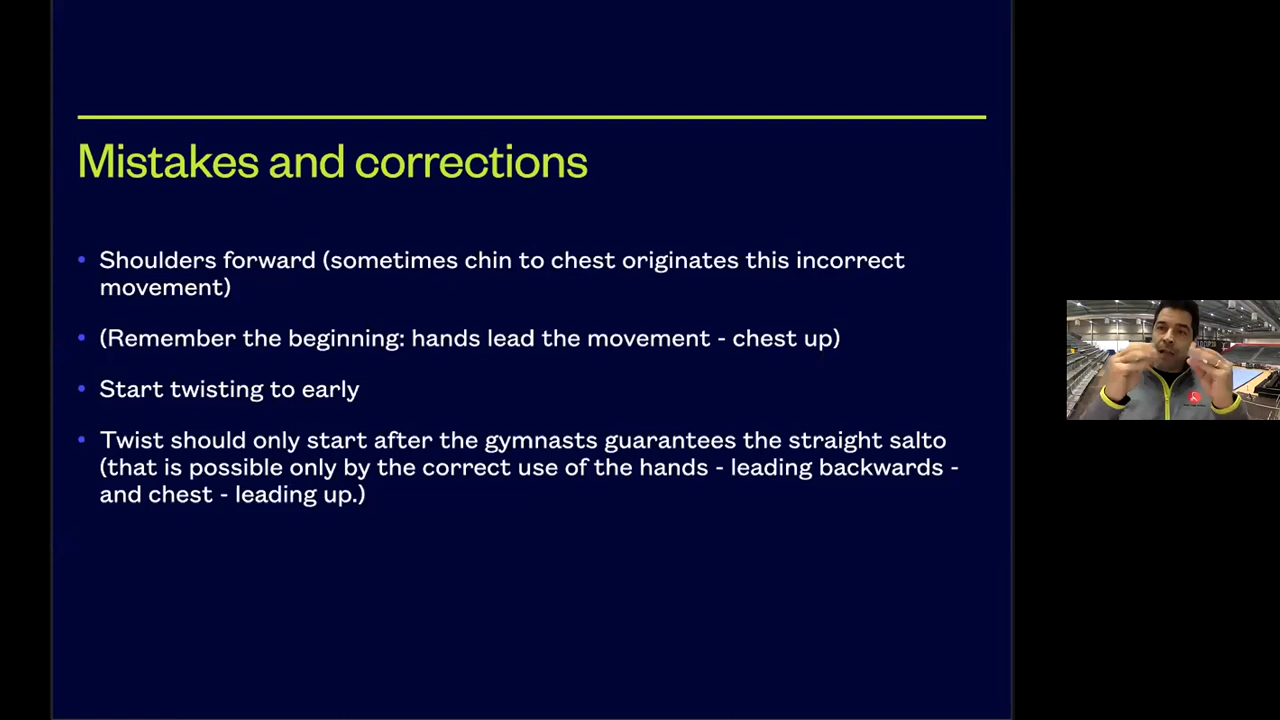 Mistakes and corrections
• Shoulders forward (sometimes chin to chest originates this incorrect
movement)
• (Remember the beginning: hands lead the movement - chest up)
• Start twisting to early
• Twist should only start after the gymnasts guarantees the straight salto
(that is possible only by the correct use of the hands - leading backwards -
and chest - leading up.)